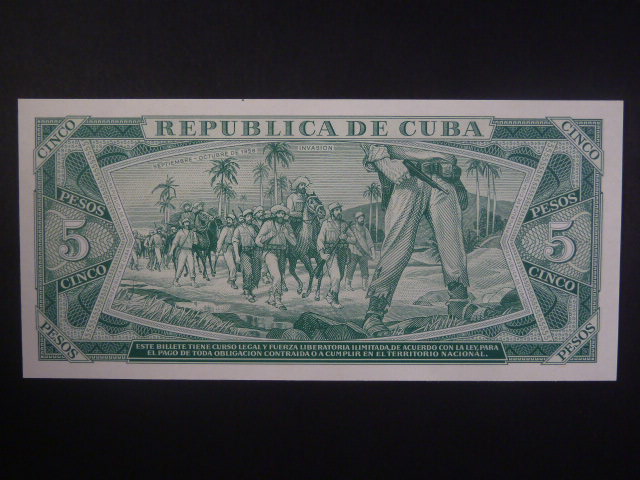 REPUBLICA DE CUBA
CINCO
CINCO
SEPTIEMBRE - OCTUBRE DE 1958
INVASION
PESOS
PESOS
5
5
CINCO
CINCO
PESOS
PESOS
ESTE BILLETE TIENE CURSO LEGAL Y FUERZA LIBERATORIA ILIMITADA, DE ACUERDO CON LA LEY, PARA
EL PAGO DE TODA OBLIGACION CONTRAIDA O A CUMPLIR EN EL TERRITORIO NACIONAL.